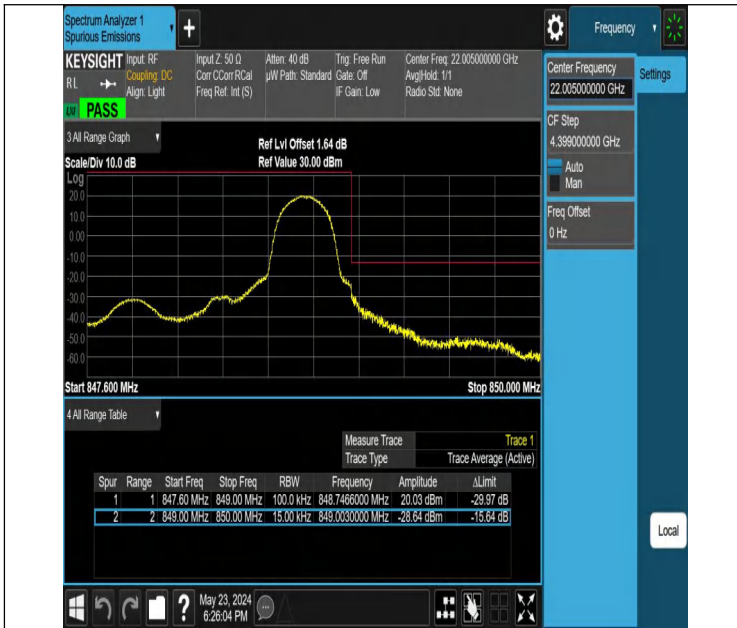 Spectrum Analyzer 1
Spurious Emissions
Frequency
KEYSIGHT
RL
Input: RF
Coupling: DC
Align: Light
Input Z: 50 Ω
Corr CCorr RCal
Freq Ref: Int (S)
Atten: 40 dB
µW Path: Standard
Trig: Free Run
Gate: Off
IF Gain: Low
Center Freq: 22.005000000 GHz
Avg|Hold: 1/1
Radio Std: None
PASS
Center Frequency
22.005000000 GHz
Settings
CF Step
4.399000000 GHz
Auto
Man
Freq Offset
0 Hz
3 All Range Graph
Scale/Div 10.0 dB
Ref Lvl Offset 1.64 dB
Ref Value 30.00 dBm
Log
20.0
10.0
0.00
-10.0
-20.0
-30.0
-40.0
-50.0
-60.0
Start 847.600 MHz
Stop 850.000 MHz
4 All Range Table
Measure Trace Trace 1
Trace Type Trace Average (Active)
Spur Range Start Freq Stop Freq RBW Frequency Amplitude ΔLimit
1 1 847.60 MHz 849.00 MHz 100.0 kHz 848.7466000 MHz 20.03 dBm -29.97 dB
2 2 849.00 MHz 850.00 MHz 15.00 kHz 849.0030000 MHz -28.64 dBm -15.64 dB
Local
?
May 23, 2024
6:26:04 PM